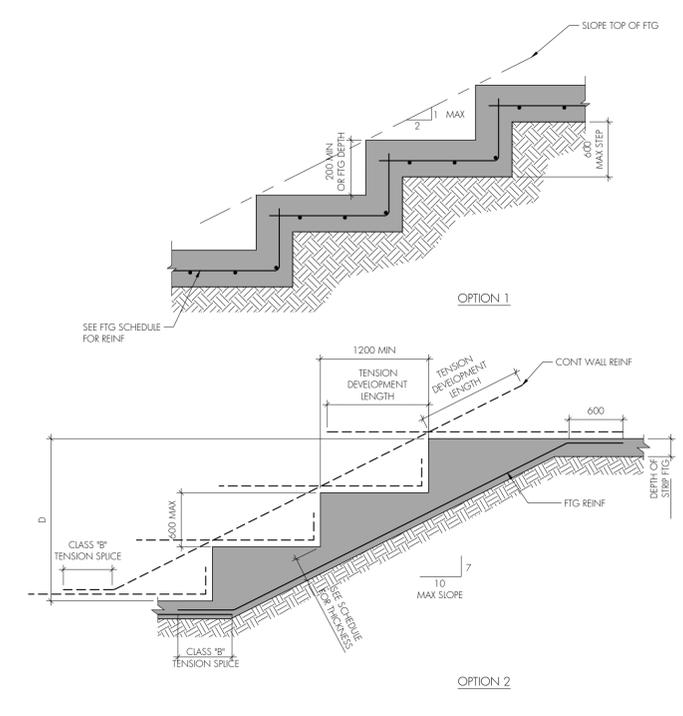 SLOPE TOP OF FTG
1 MAX
2
200 MIN
OR FTG DEPTH
600
MAX STEP
OPTION 1
SEE FTG SCHEDULE
FOR REINF
1200 MIN
TENSION
DEVELOPMENT
LENGTH
TENSION
DEVELOPMENT
LENGTH
CONT WALL REINF
600
DEPTH OF
STRIP FTG
FTG REINF
600 MAX
D
CLASS "B"
TENSION SPLICE
7
10
MAX SLOPE
SEE SCHEDULE
FOR THICKNESS
CLASS "B"
TENSION SPLICE
OPTION 2